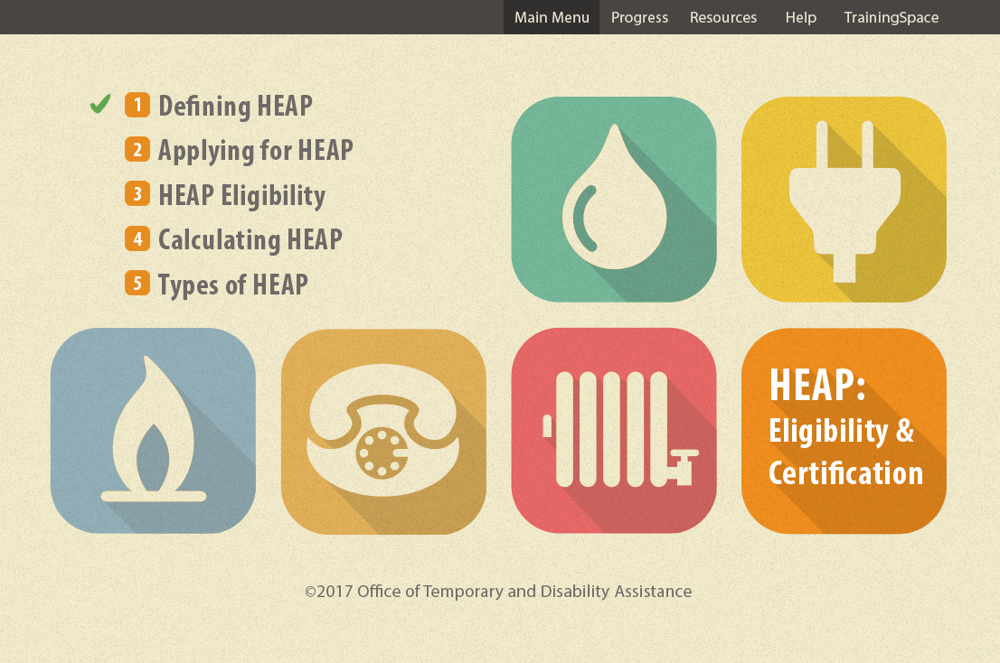 Main Menu Progress Resources Help TrainingSpace
1 Defining HEAP
2 Applying for HEAP
3 HEAP Eligibility
4 Calculating HEAP
5 Types of HEAP
HEAP:
Eligibility &
Certification
©2017 Office of Temporary and Disability Assistance